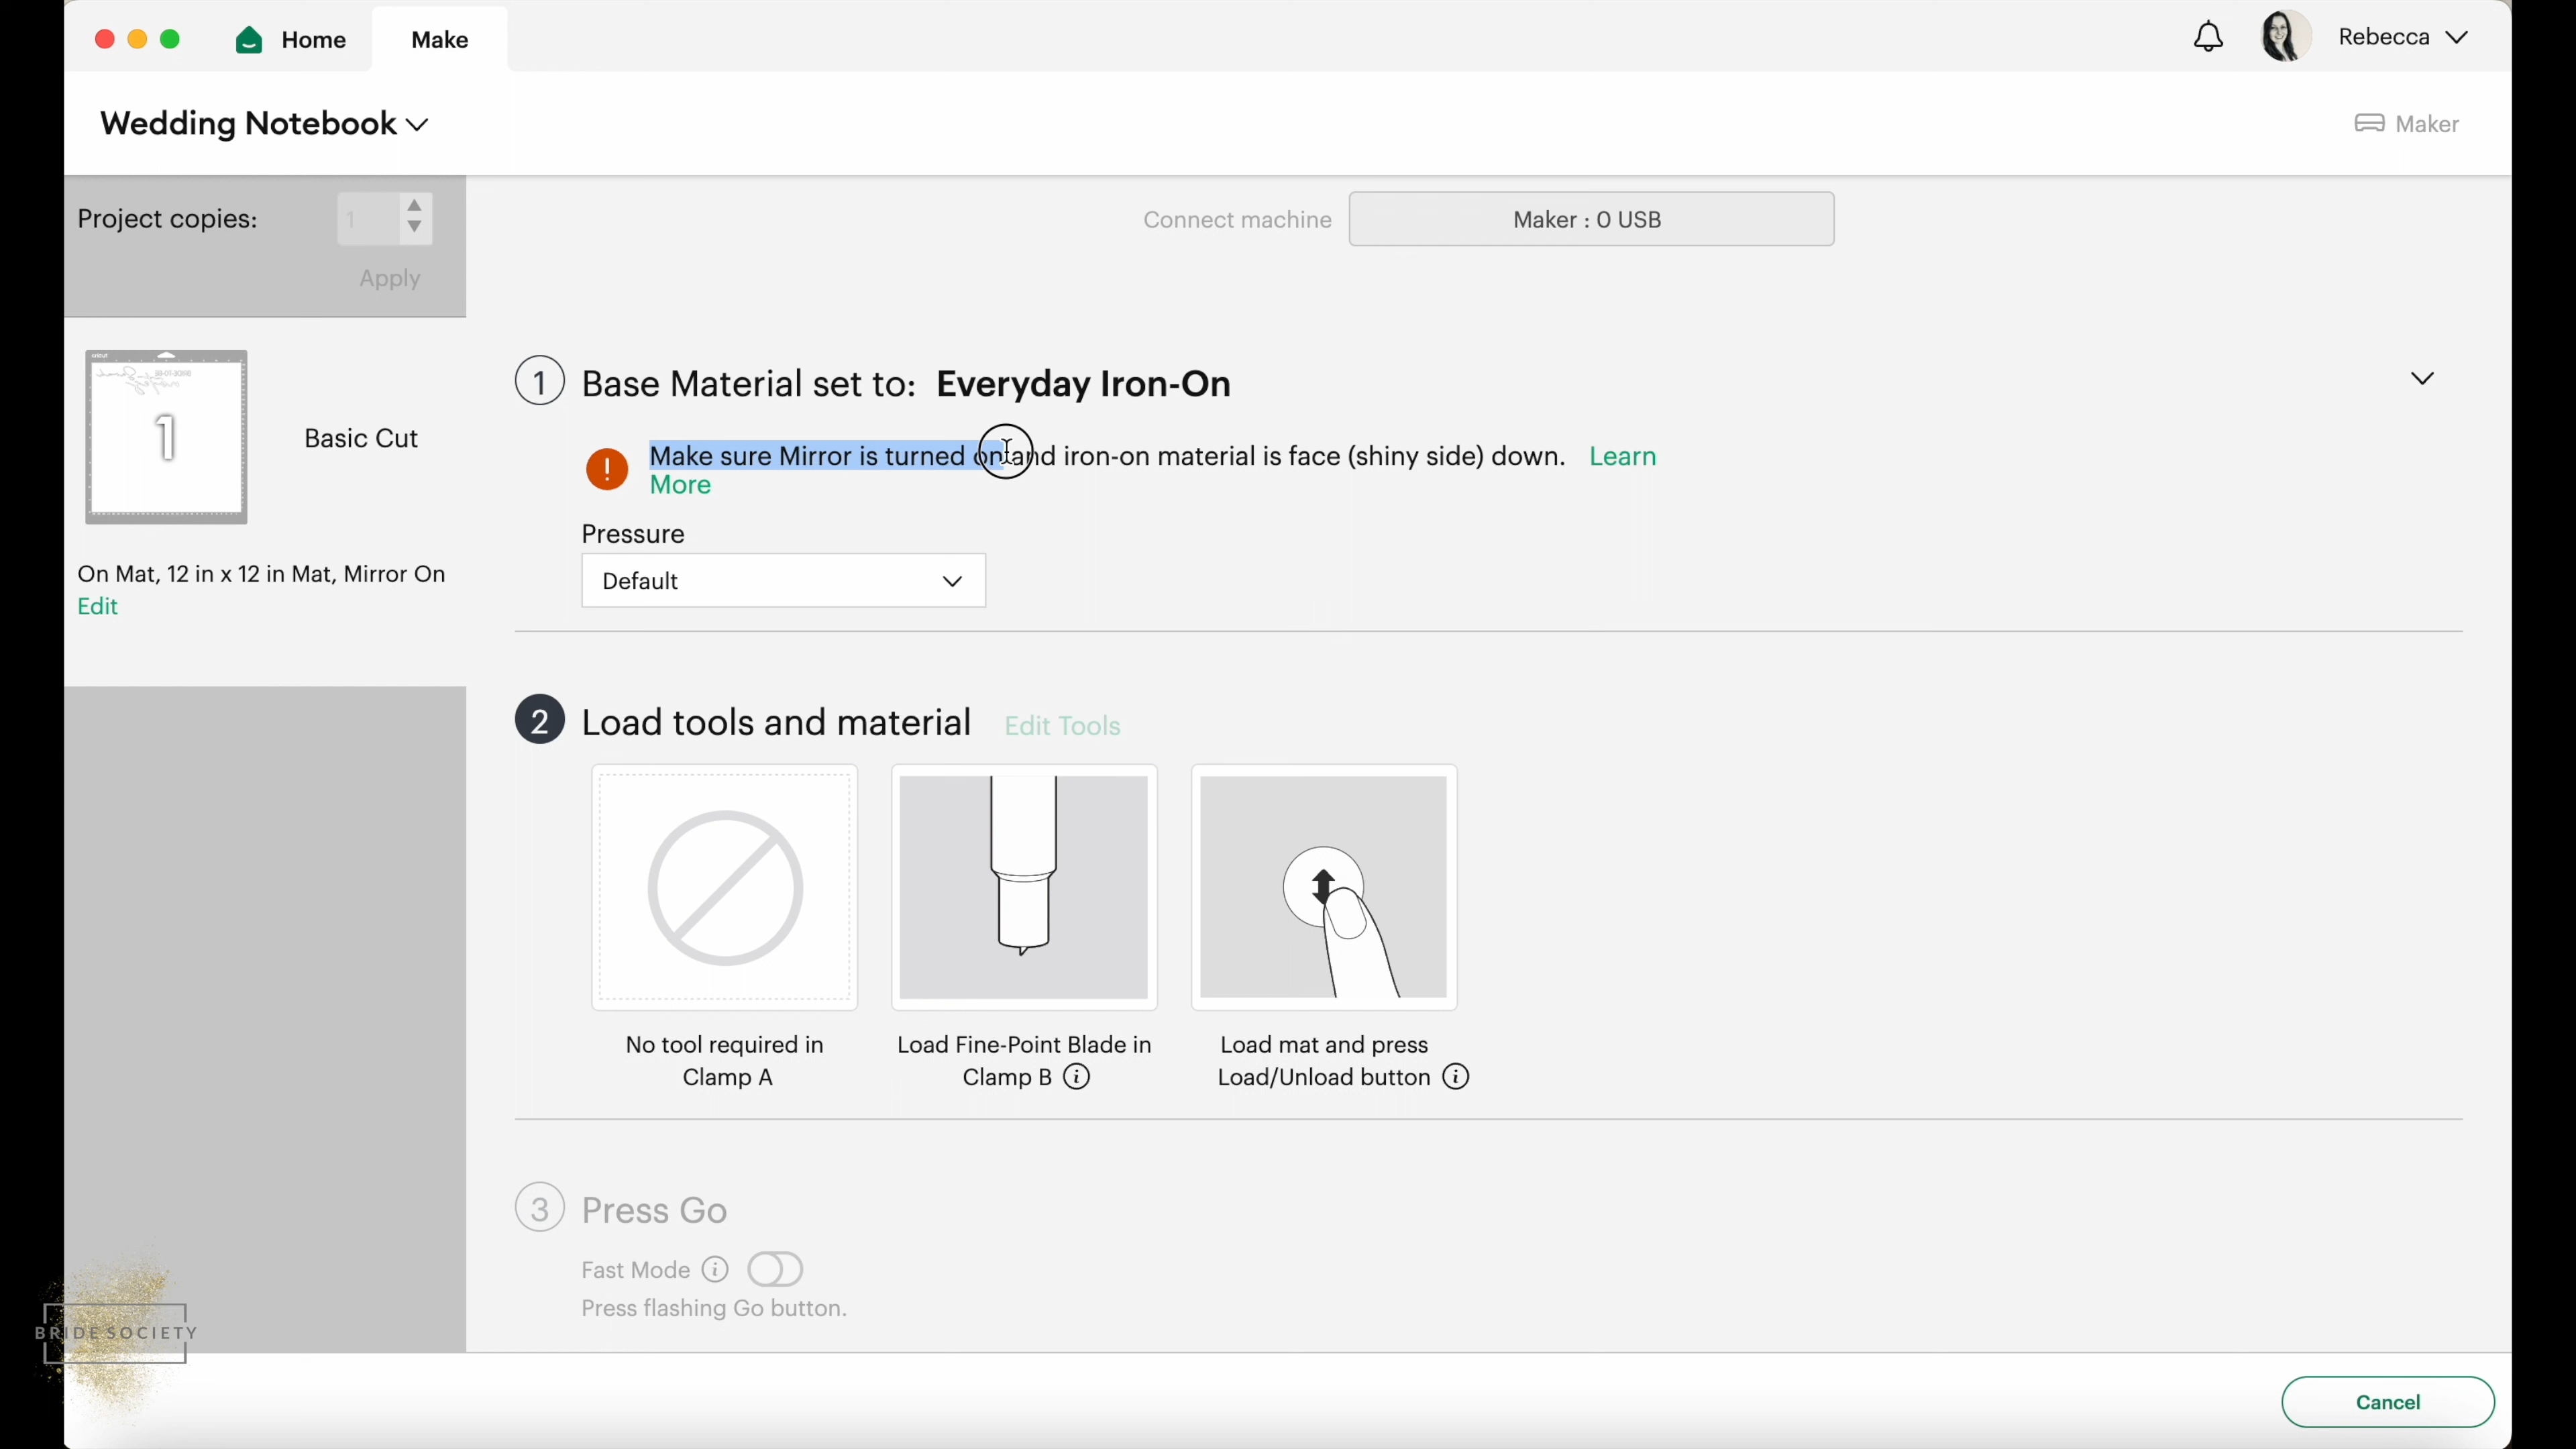 Home
Make
Rebecca
Wedding Notebook
Maker
Project copies:
1
Apply
Connect machine
Maker : 0 USB
1
Basic Cut
On Mat, 12 in x 12 in Mat, Mirror On
Edit
1 Base Material set to: Everyday Iron-On
Make sure Mirror is turned on and iron-on material is face (shiny side) down. Learn
More
Pressure
Default
2 Load tools and material Edit Tools
No tool required in
Clamp A
Load Fine-Point Blade in
Clamp B
Load mat and press
Load/Unload button
3 Press Go
Fast Mode
Press flashing Go button.
BRIDE SOCIETY
Cancel